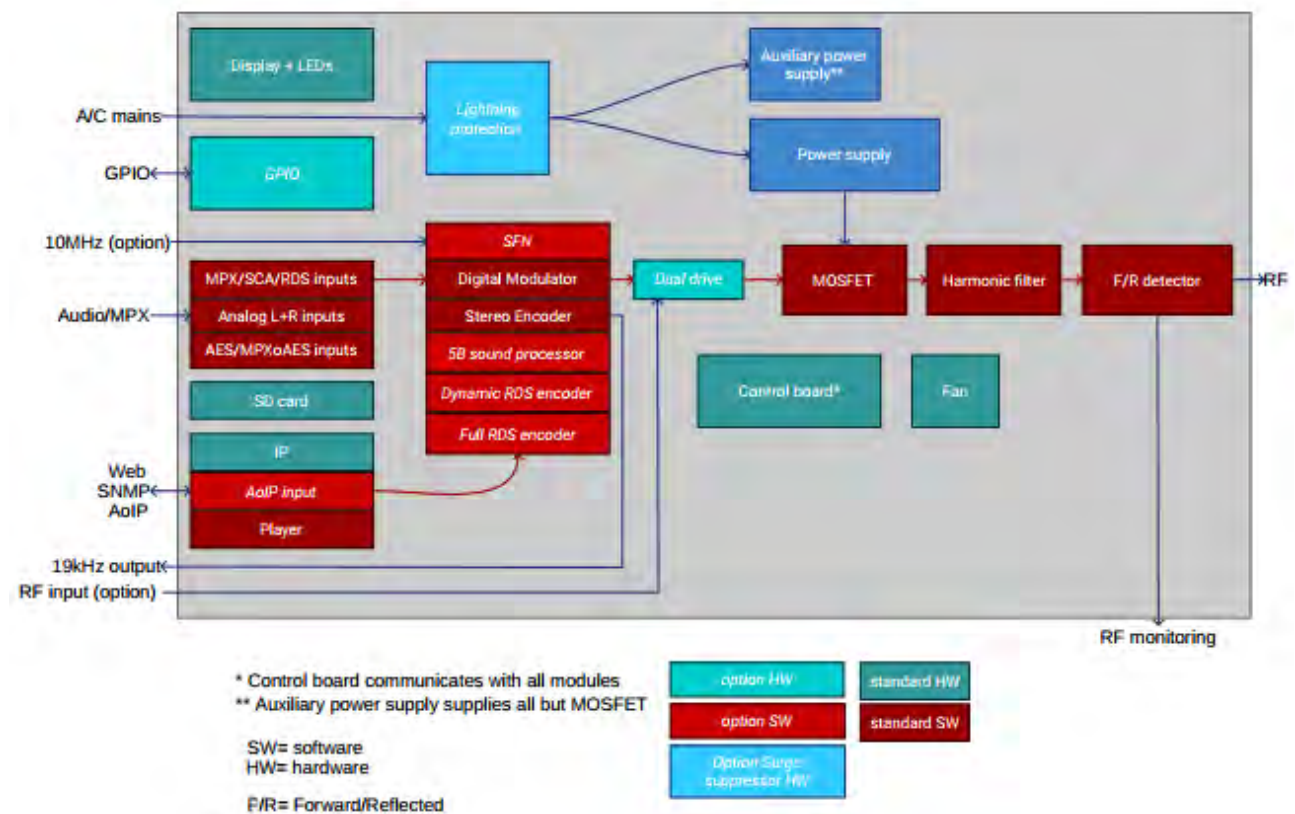 Display + LEDs
Auxiliary power
supply**
A/C mains
Lightning
protection
Power supply
GPIO
GPIO
10MHz (option)
SFN
MPX/SCA/RDS inputs
Digital Modulator
Dual drive
MOSFET
Harmonic filter
F/R detector
RF
Audio/MPX
Analog L+R inputs
Stereo Encoder
AES/MPXoAES inputs
5B sound processor
SD card
Dynamic RDS encoder
Control board*
Fan
Full RDS encoder
IP
Web
SNMP
AoIP
AoIP input
Player
19kHz output
RF input (option)
RF monitoring
* Control board communicates with all modules
** Auxiliary power supply supplies all but MOSFET
SW= software
HW= hardware
F/R= Forward/Reflected
option HW
standard HW
option SW
standard SW
Option Surge
suppressor HW